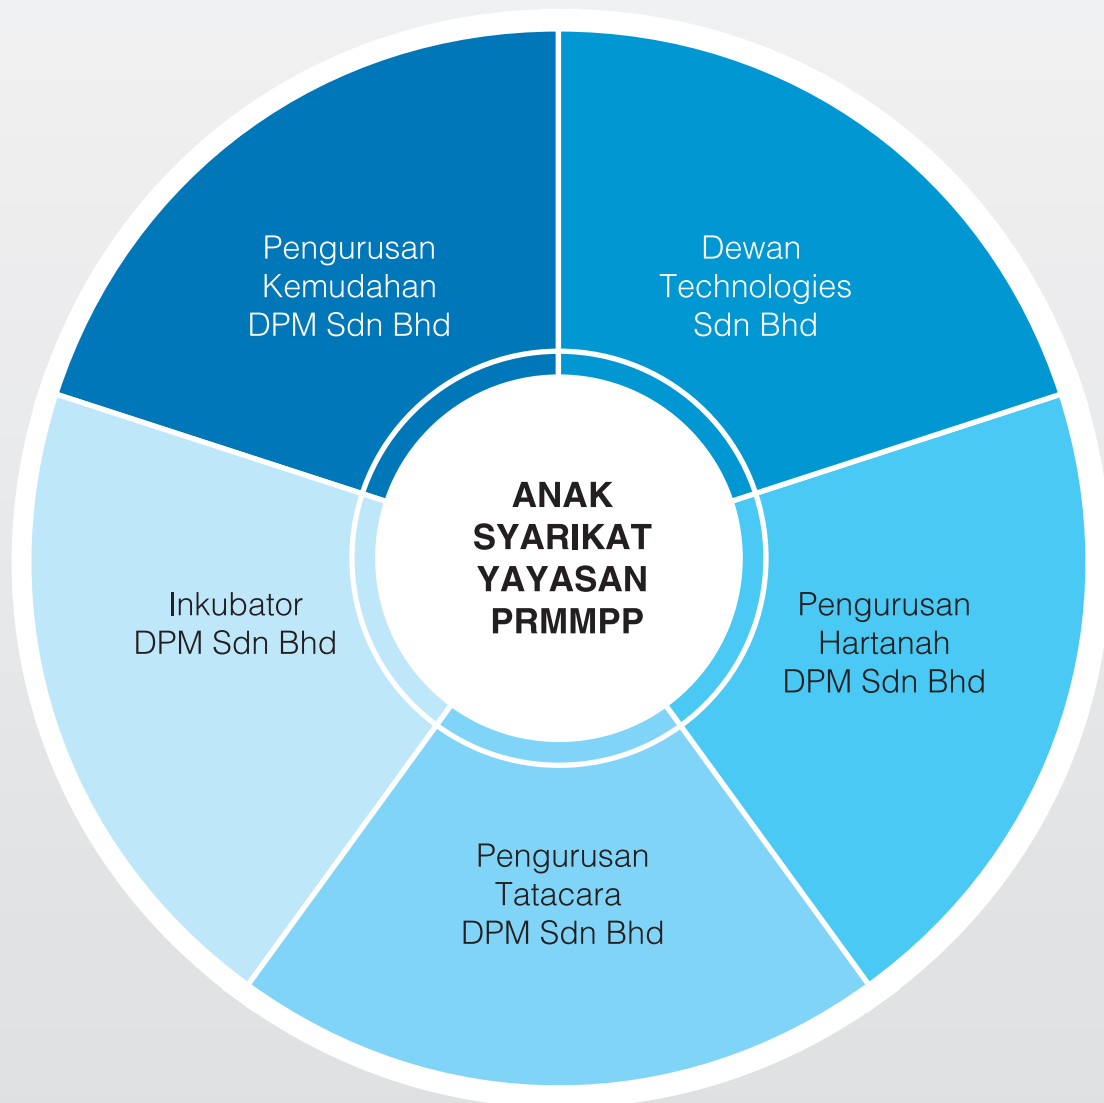 Pengurusan
Kemudahan
DPM Sdn Bhd
Dewan
Technologies
Sdn Bhd
ANAK
SYARIKAT
YAYASAN
PRMMPP
Inkubator
DPM Sdn Bhd
Pengurusan
Hartanah
DPM Sdn Bhd
Pengurusan
Tatacara
DPM Sdn Bhd